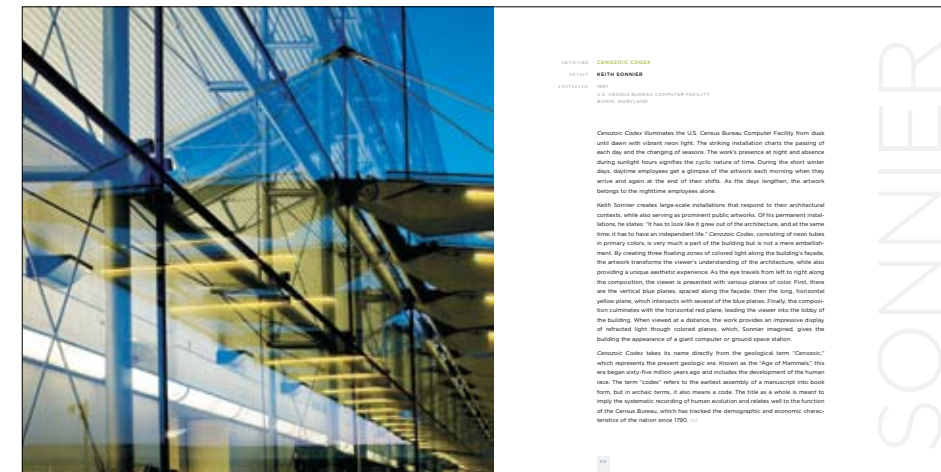 ARTWORK CENOZOIC CODEX
ARTIST KEITH SONNIER
INSTALLED 1997
U.S. CENSUS BUREAU COMPUTER FACILITY
BOWIE, MARYLAND
Cenozoic Codex illuminates the U.S. Census Bureau Computer Facility from dusk
until dawn with vibrant neon light. The striking installation charts the passing of
each day and the changing of seasons. The work's presence at night and absence
during sunlight hours signifies the cyclic nature of time. During the short winter
days, daytime employees get a glimpse of the artwork each morning when they
arrive and again at the end of their shifts. As the days lengthen, the artwork
belongs to the nighttime employees alone.
Keith Sonnier creates large-scale installations that respond to their architectural
contexts, while also serving as prominent public artworks. Of his permanent instal-
lations, he states: "it has to look like it grew out of the architecture, and at the same
time, it has to have an independent life." Cenozoic Codex, consisting of neon tubes
in primary colors, is very much a part of the building but is not a mere embellish-
ment. By creating three floating zones of colored light along the building's façade,
the artwork transforms the viewer's understanding of the architecture, while also
providing a unique aesthetic experience. As the eye travels from left to right along
the composition, the viewer is presented with various planes of color. First, there
are the vertical blue planes, spaced along the façade; then the long, horizontal
yellow plane, which intersects with several of the blue planes. Finally, the composi-
tion culminates with the horizontal red plane, leading the viewer into the lobby of
the building. When viewed at a distance, the work provides an impressive display
of refracted light though colored planes, which, Sonnier imagined, gives the
building the appearance of a giant computer or ground space station.
Cenozoic Codex takes its name directly from the geological term "Cenozoic,"
which represents the present geologic era. Known as the "Age of Mammals," this
era began sixty-five million years ago and includes the development of the human
race. The term "codex" refers to the earliest assembly of a manuscript into book
form, but in archaic terms, it also means a code. The title as a whole is meant to
imply the systematic recording of human evolution and relates well to the function
of the Census Bureau, which has tracked the demographic and economic charac-
teristics of the nation since 1790.
SONNIER